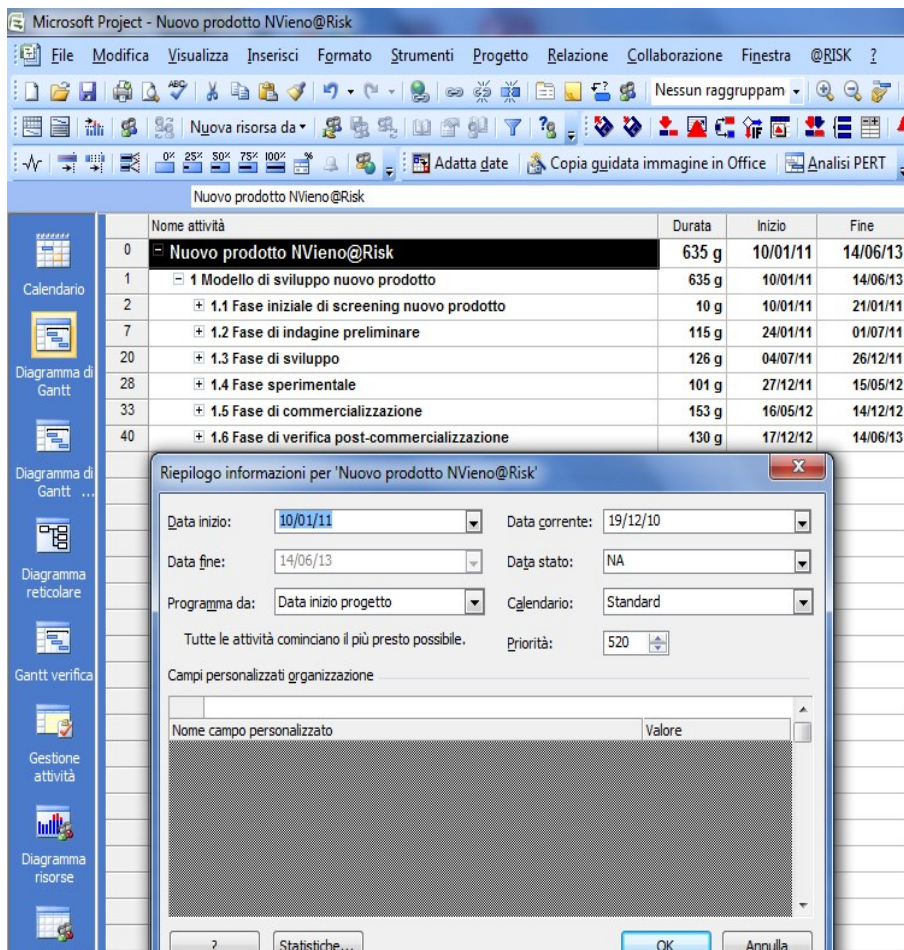 Microsoft Project - Nuovo prodotto NVieno@Risk
File Modifica Visualizza Inserisci Formato Strumenti Progetto Relazione Collaborazione Finestra @RISK ?
Nessun raggruppam
Nuova risorsa da
0% 25% 50% 75% 100% Adatta date Copia guidata immagine in Office Analisi PERT
Nuovo prodotto NVieno@Risk
Nome attività Durata Inizio Fine
0 Nuovo prodotto NVieno@Risk 635 g 10/01/11 14/06/13
1 1 Modello di sviluppo nuovo prodotto 635 g 10/01/11 14/06/13
2 1.1 Fase iniziale di screening nuovo prodotto 10 g 10/01/11 21/01/11
7 1.2 Fase di indagine preliminare 115 g 24/01/11 01/07/11
20 1.3 Fase di sviluppo 126 g 04/07/11 26/12/11
28 1.4 Fase sperimentale 101 g 27/12/11 15/05/12
33 1.5 Fase di commercializzazione 153 g 16/05/12 14/12/12
40 1.6 Fase di verifica post-commercializzazione 130 g 17/12/12 14/06/13
Calendario
Diagramma di
Gantt
Diagramma di
Gantt ...
Diagramma
reticolare
Gantt verifica
Gestione
attività
Diagramma
risorse
Riepilogo informazioni per 'Nuovo prodotto NVieno@Risk'
Data inizio: 10/01/11 Data corrente: 19/12/10
Data fine: 14/06/13 Data stato: NA
Programma da: Data inizio progetto Calendario: Standard
Tutte le attività cominciano il più presto possibile. Priorità: 520
Campi personalizzati organizzazione
Nome campo personalizzato Valore
? Statistiche... OK Annulla